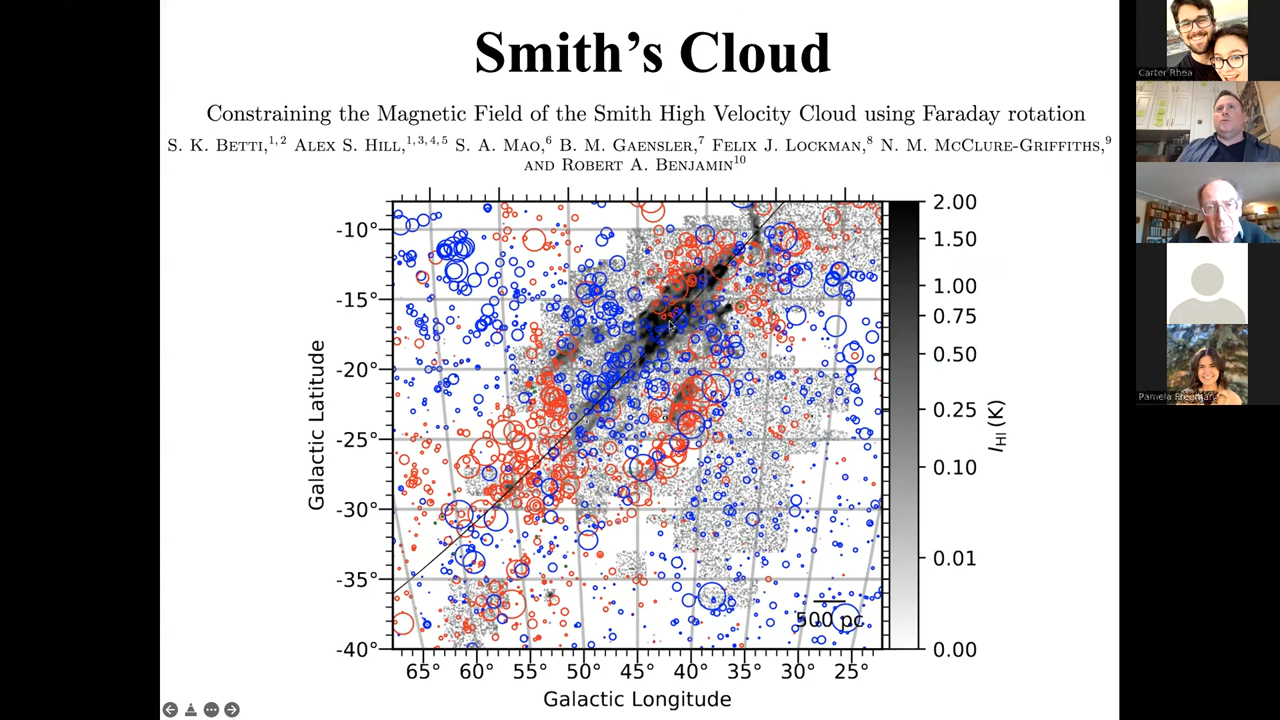 Smith's Cloud
Constraining the Magnetic Field of the Smith High Velocity Cloud using Faraday rotation
S. K. Betti,1,2 Alex S. Hill,1,3,4,5 S. A. Mao,6 B. M. Gaensler,7 Felix J. Lockman,8 N. M. McClure-Griffiths,9
and Robert A. Benjamin10
Galactic Latitude
-10°
-15°
-20°
-25°
-30°
-35°
-40°
65°
60°
55°
50°
45°
40°
35°
30°
25°
Galactic Longitude
500 pc
2.00
1.50
1.00
0.75
0.50
0.25
0.10
0.01
0.00
IHI (K)
Carter Rhea
Pamela Freeman